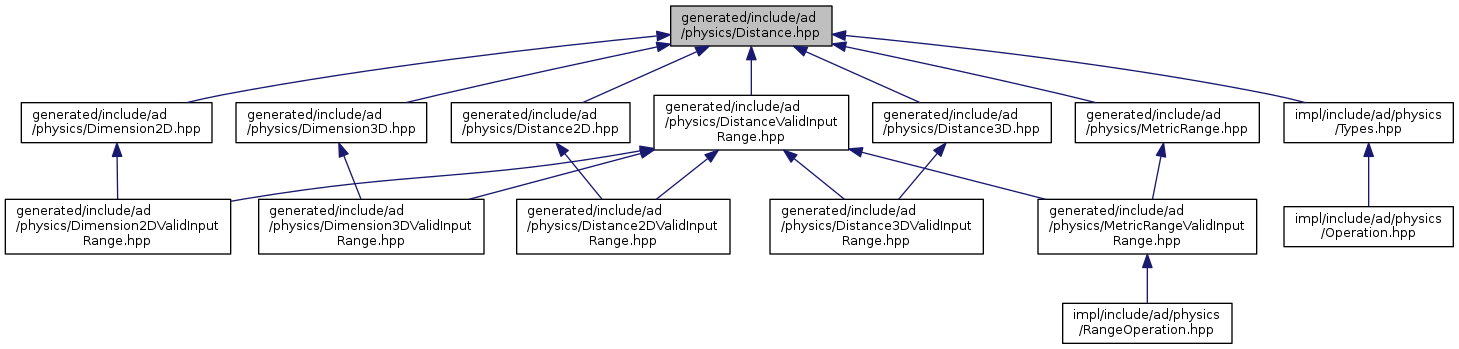 generated/include/ad
/physics/Distance.hpp
generated/include/ad
/physics/Dimension2D.hpp
generated/include/ad
/physics/Dimension3D.hpp
generated/include/ad
/physics/Distance2D.hpp
generated/include/ad
/physics/DistanceValidInput
Range.hpp
generated/include/ad
/physics/Distance3D.hpp
generated/include/ad
/physics/MetricRange.hpp
impl/include/ad/physics
/Types.hpp
generated/include/ad
/physics/Dimension2DValidInput
Range.hpp
generated/include/ad
/physics/Dimension3DValidInput
Range.hpp
generated/include/ad
/physics/Distance2DValidInput
Range.hpp
generated/include/ad
/physics/Distance3DValidInput
Range.hpp
generated/include/ad
/physics/MetricRangeValidInput
Range.hpp
impl/include/ad/physics
/Operation.hpp
impl/include/ad/physics
/RangeOperation.hpp